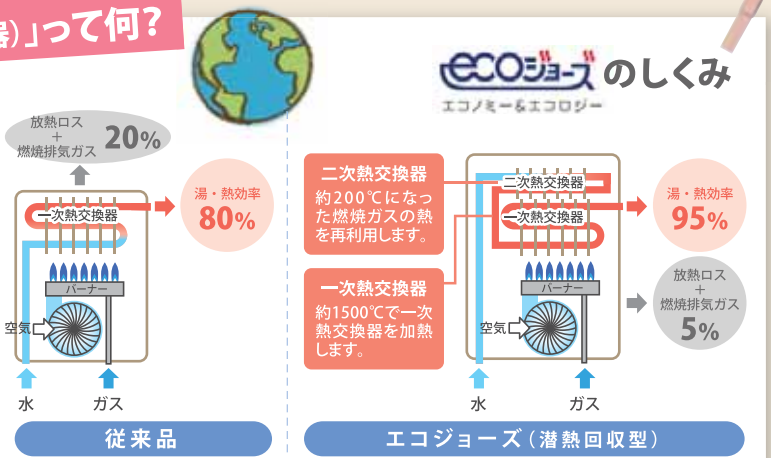 器)」って何?
ecoジョーズ のしくみ
エコノミー&エコロジー
放熱ロス
+
燃焼排気ガス
20%
一次熱交換器
湯・熱効率
80%
バーナー
空気
水
ガス
従来品
二次熱交換器
約200℃になっ
た燃焼ガスの熱
を再利用します。
一次熱交換器
約1500℃で一次
熱交換器を加熱
します。
二次熱交換器
一次熱交換器
湯・熱効率
95%
放熱ロス
+
燃焼排気ガス
5%
バーナー
空気
水
ガス
エコジョーズ(潜熱回収型)